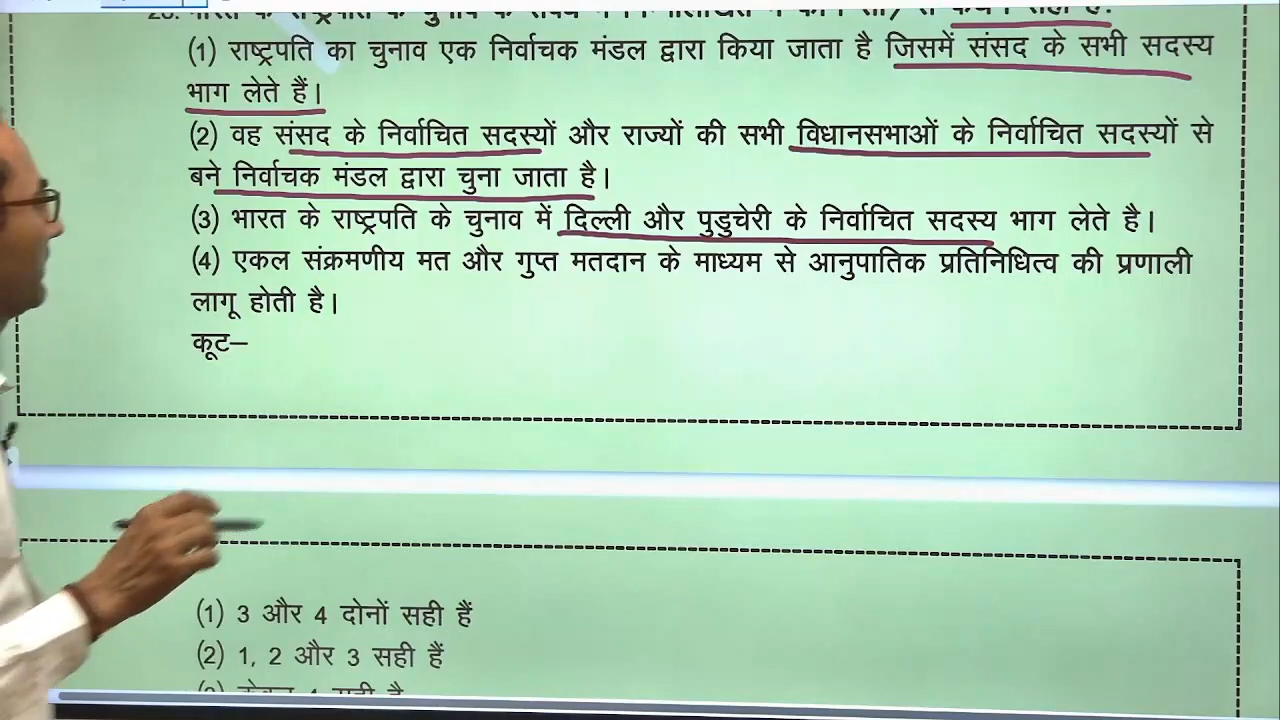 (1) राष्ट्रपति का चुनाव एक निर्वाचक मंडल द्वारा किया जाता है जिसमें संसद के सभी सदस्य
भाग लेते हैं।
(2) वह संसद के निर्वाचित सदस्यों और राज्यों की सभी विधानसभाओं के निर्वाचित सदस्यों से
बने निर्वाचक मंडल द्वारा चुना जाता है।
(3) भारत के राष्ट्रपति के चुनाव में दिल्ली और पुडुचेरी के निर्वाचित सदस्य भाग लेते है।
(4) एकल संक्रमणीय मत और गुप्त मतदान के माध्यम से आनुपातिक प्रतिनिधित्व की प्रणाली
लागू होती है।
कूट–
(1) 3 और 4 दोनों सही हैं
(2) 1, 2 और 3 सही हैं